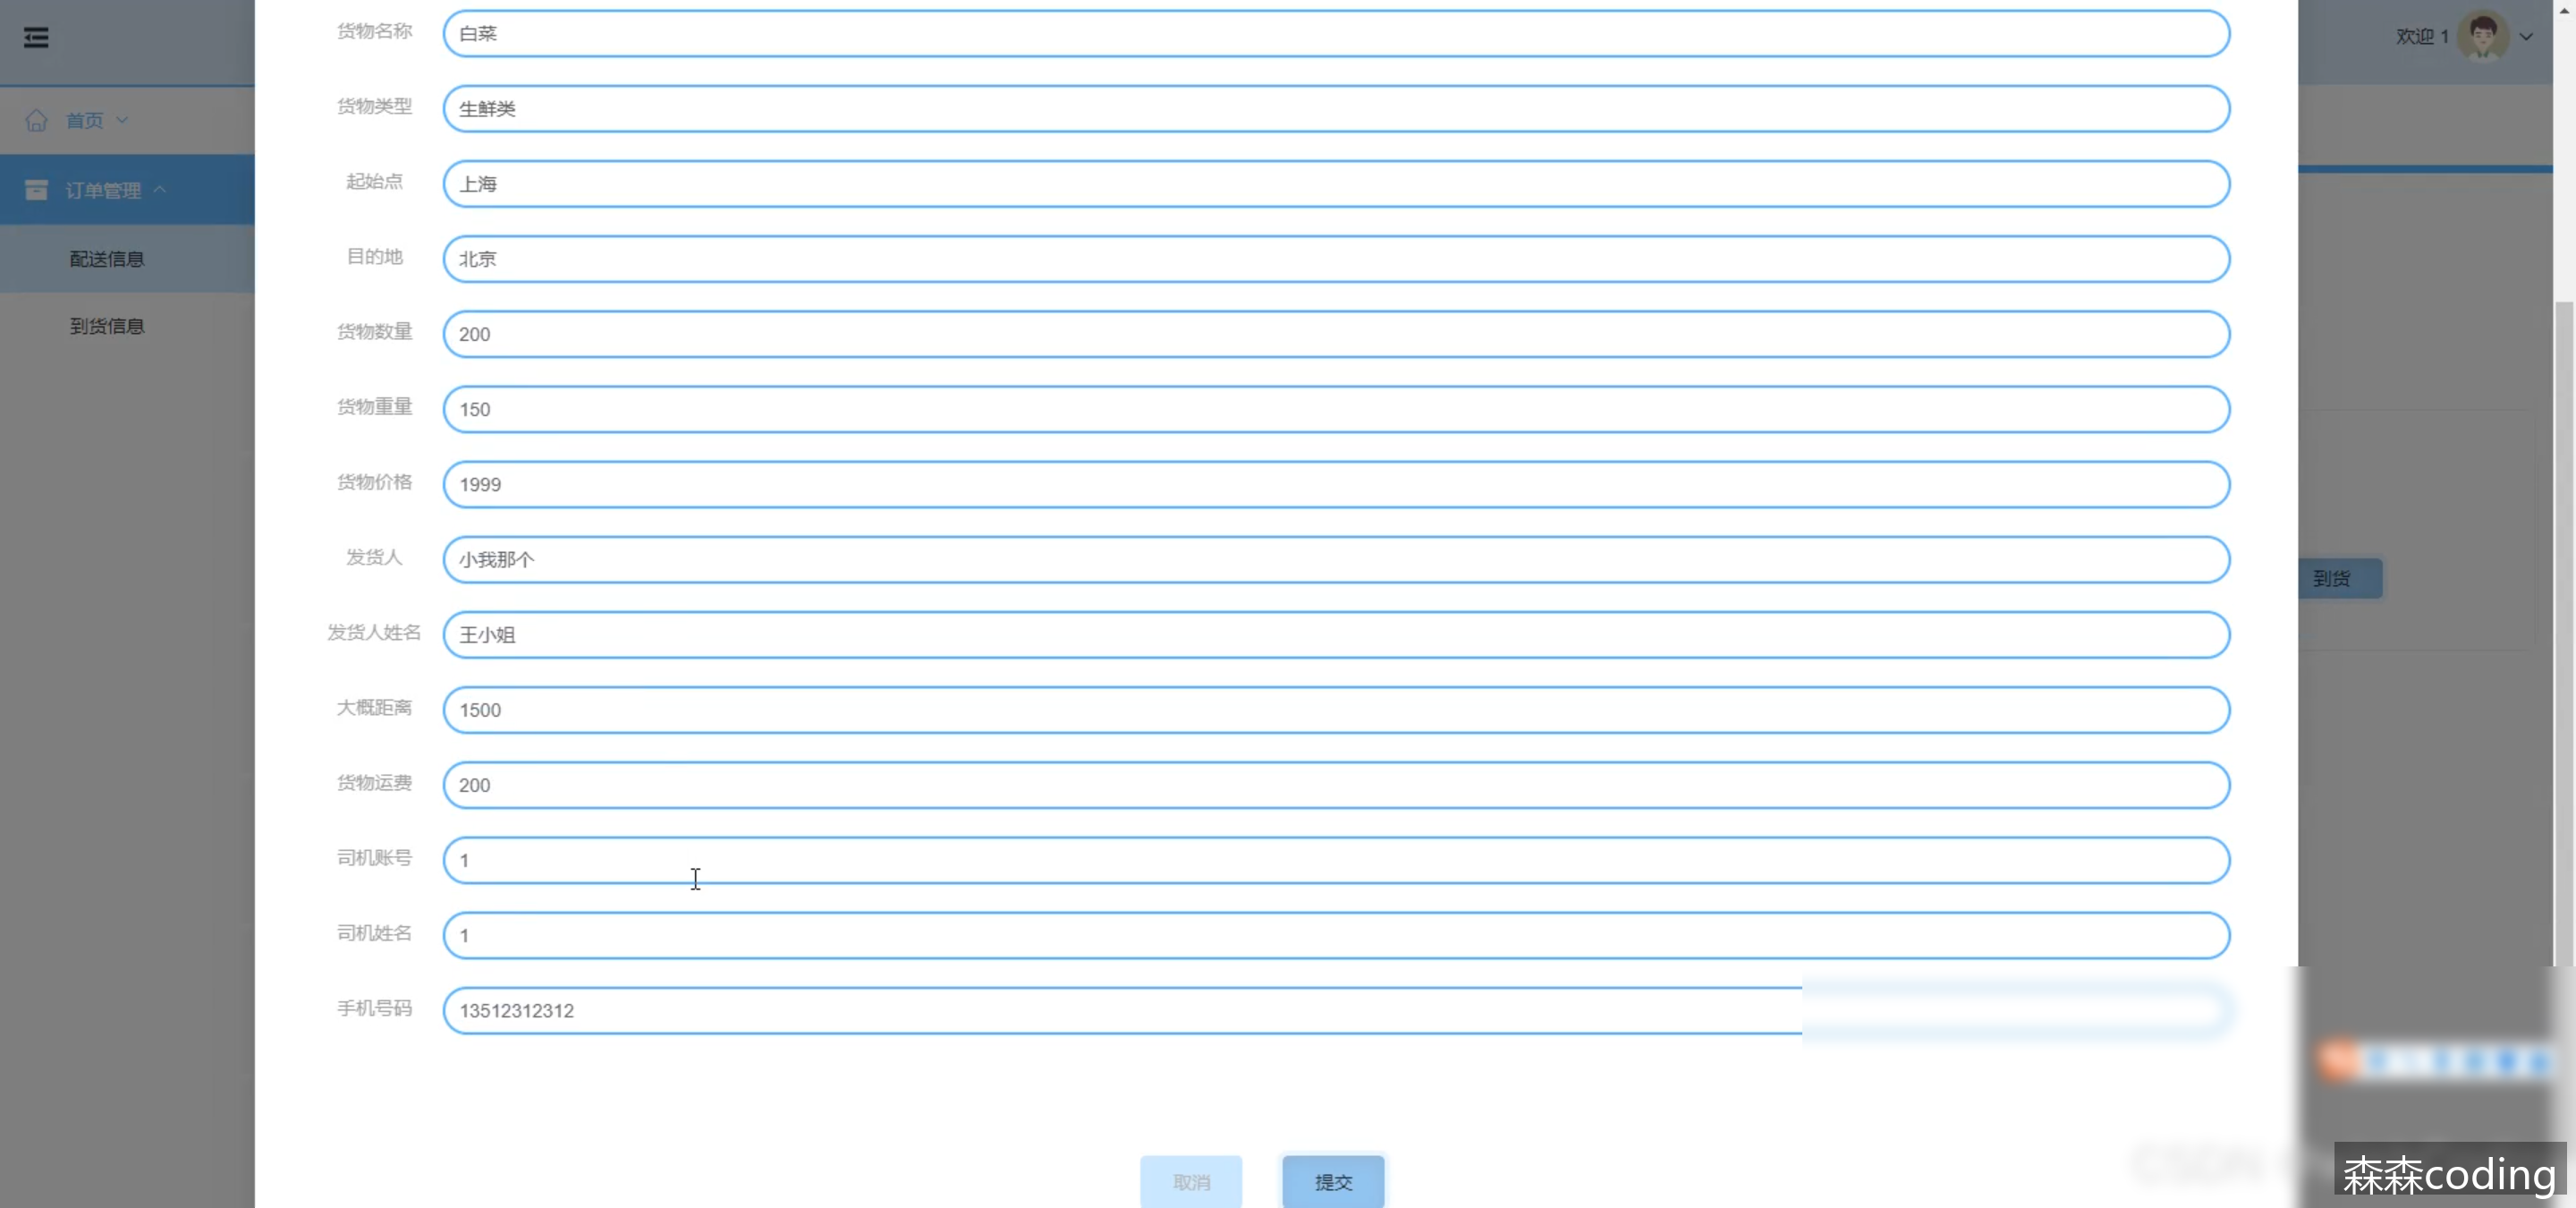 欢迎 1
首页
订单管理
配送信息
到货信息
货物名称 白菜
货物类型 生鲜类
起始点 上海
目的地 北京
货物数量 200
货物重量 150
货物价格 1999
发货人 小我那个
发货人姓名 王小姐
大概距离 1500
货物运费 200
司机账号 1
司机姓名 1
手机号码 13512312312
到货
取消 提交
森森coding